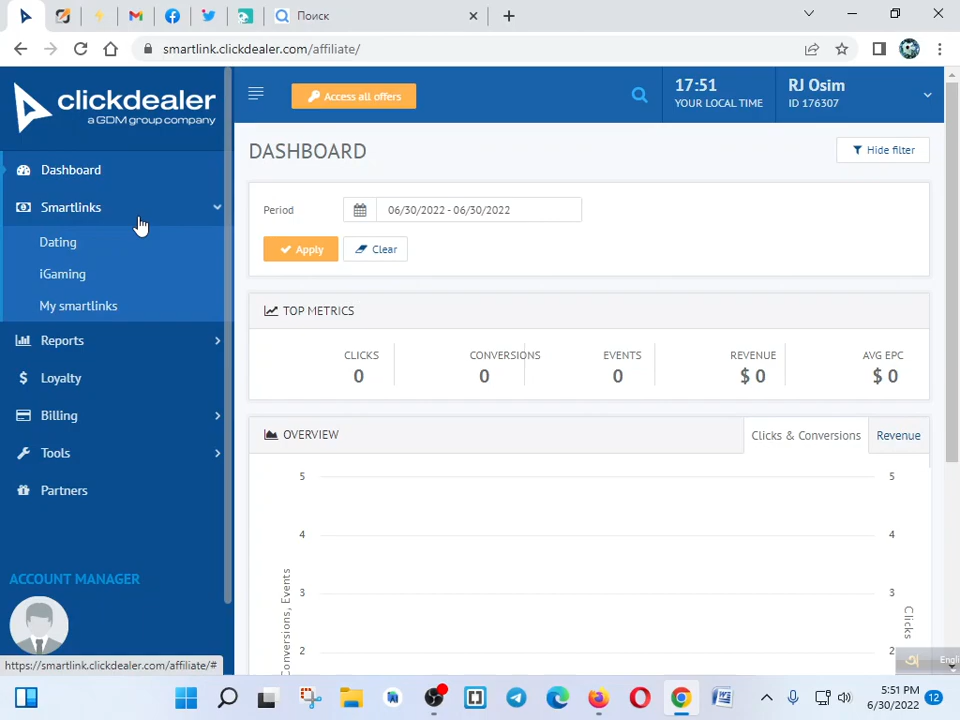 Поиск
smartlink.clickdealer.com/affiliate/
clickdealer
a GDM group company
Access all offers
17:51
YOUR LOCAL TIME
RJ Osim
ID 176307
Dashboard
Smartlinks
Dating
iGaming
My smartlinks
Reports
Loyalty
Billing
Tools
Partners
ACCOUNT MANAGER
https://smartlink.clickdealer.com/affiliate/#
DASHBOARD
Hide filter
Period
06/30/2022 - 06/30/2022
Apply
Clear
TOP METRICS
CLICKS
0
CONVERSIONS
0
EVENTS
0
REVENUE
$ 0
AVG EPC
$ 0
OVERVIEW
Clicks & Conversions
Revenue
5
4
3
2
Conversions, Events
5
4
3
2
Clicks
অ
Engli
5:51 PM
6/30/2022
12